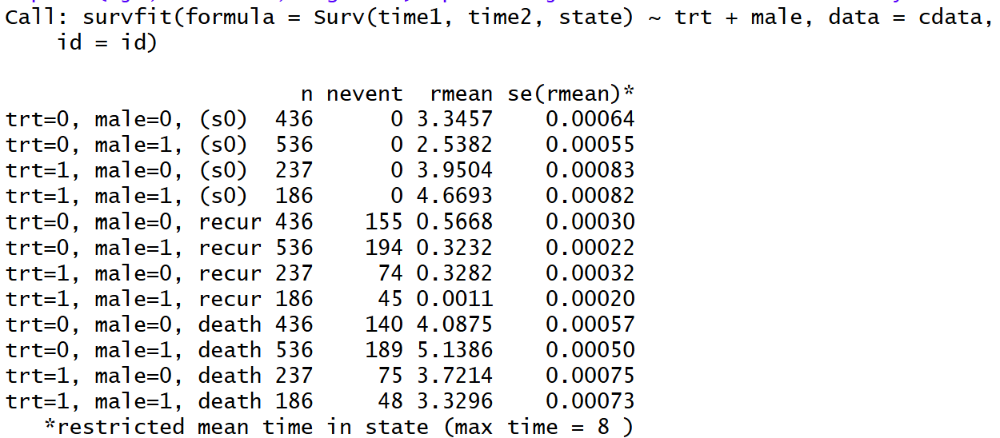 Call: survfit(formula = Surv(time1, time2, state) ~ trt + male, data = cdata,
    id = id)
                       n nevent  rmean se(rmean)*
trt=0, male=0, (s0)  436      0 3.3457    0.00064
trt=0, male=1, (s0)  536      0 2.5382    0.00055
trt=1, male=0, (s0)  237      0 3.9504    0.00083
trt=1, male=1, (s0)  186      0 4.6693    0.00082
trt=0, male=0, recur 436    155 0.5668    0.00030
trt=0, male=1, recur 536    194 0.3232    0.00022
trt=1, male=0, recur 237     74 0.3282    0.00032
trt=1, male=1, recur 186     45 0.0011    0.00020
trt=0, male=0, death 436    140 4.0875    0.00057
trt=0, male=1, death 536    189 5.1386    0.00050
trt=1, male=0, death 237     75 3.7214    0.00075
trt=1, male=1, death 186     48 3.3296    0.00073
   *restricted mean time in state (max time = 8 )